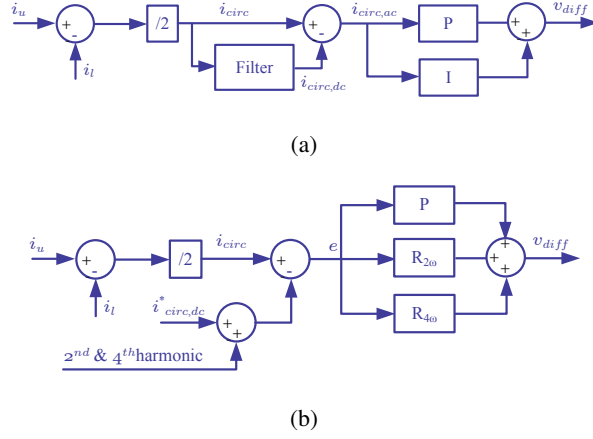 i_u + - /2 i_circ + - i_circ,ac P + + v_diff
i_l Filter i_circ,dc I
(a)
P
i_u + - /2 i_circ + - e R_2ω + + + v_diff
i_l i*_circ,dc + + R_4ω
2^nd & 4^th harmonic
(b)